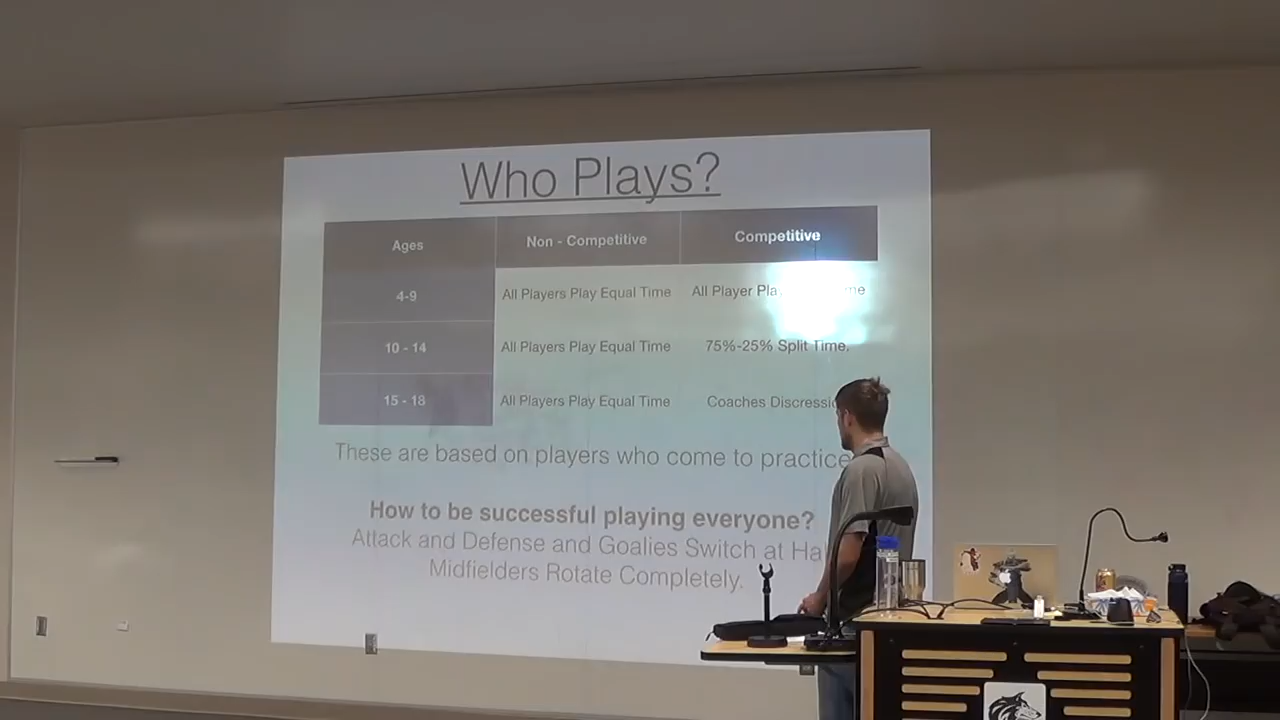 Who Plays?
Ages Non - Competitive Competitive
4-9 All Players Play Equal Time All Player
10 - 14 All Players Play Equal Time 75%-25% Split Time.
15 - 18 All Players Play Equal Time Coaches
These are based on players who come to practice
How to be successful playing everyone?
Attack and Defense and Goalies Switch at
Midfielders Rotate Completely.